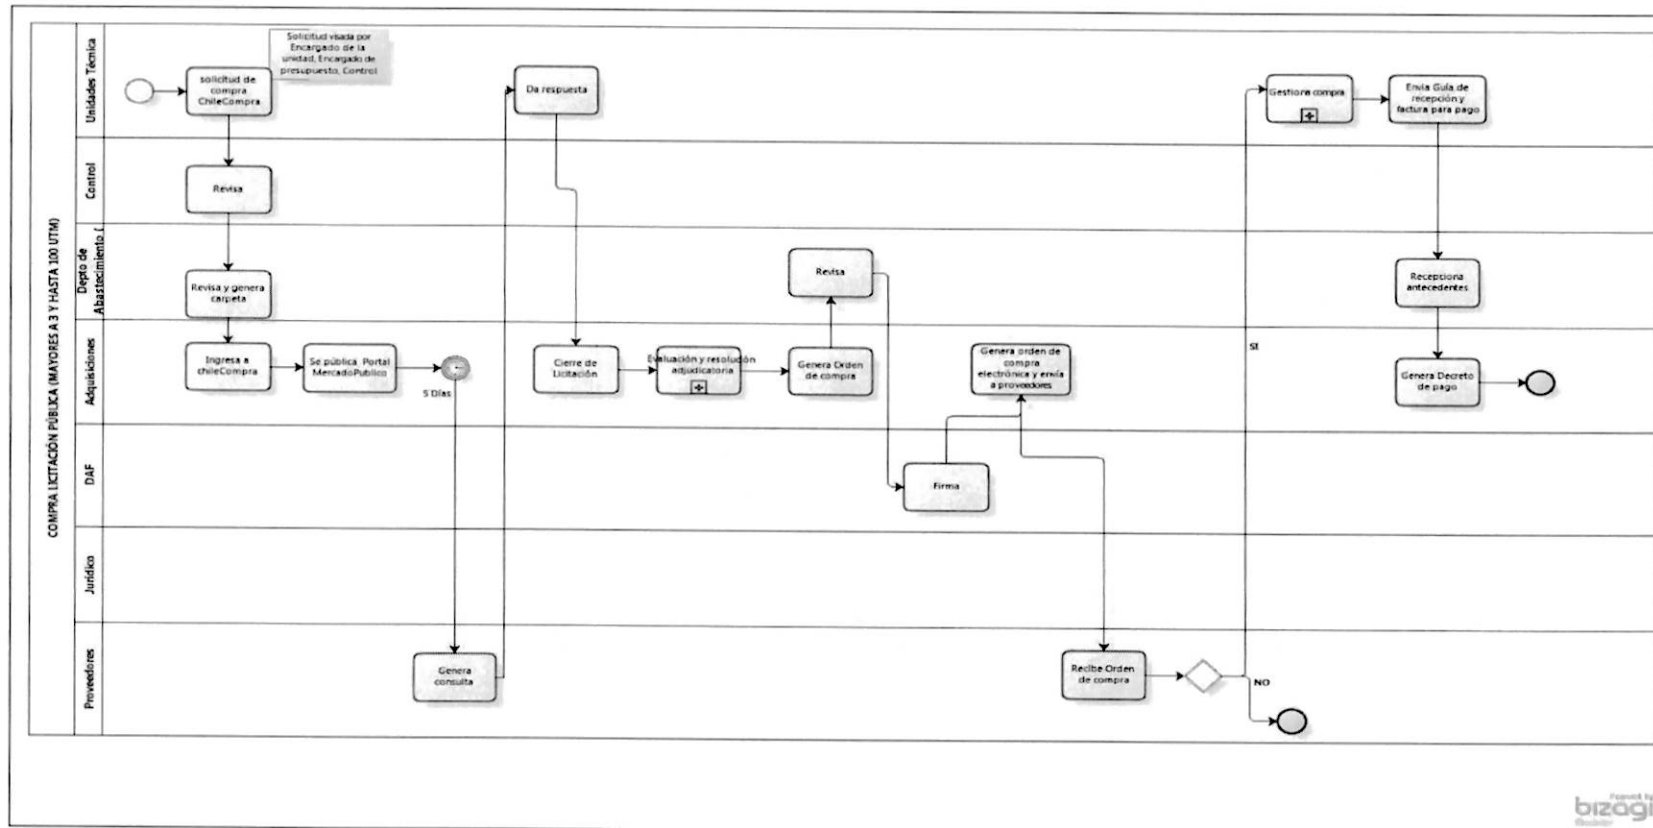 COMPRA LICITACIÓN PÚBLICA (MAYORES A 3 Y HASTA 100 UTM)
Unidades Técnica
solicitud de
compra
ChileCompra
Solicitud visada por
Encargado de la
unidad, Encargado de
presupuesto, Control
Da respuesta
Gestiona compra
Envia Guía de
recepción y
factura para pago
Control
Revisa
Depto de
Abastecimiento (
Revisa y genera
carpeta
Revisa
Recepciona
antecedentes
Adquisiciones
Ingresa a
chileCompra
Se pública Portal
MercadoPublico
5 Días
Cierre de
Licitación
Evaluación y resolución
adjudicatoria
Genera Orden
de compra
Genera orden de
compra
electrónica y envía
a proveedores
SI
Genera Decreto
de pago
DAF
Firma
Jurídico
Proveedores
Genera
consulta
Recibe Orden
de compra
NO
Powered by
bizagi
Modeler